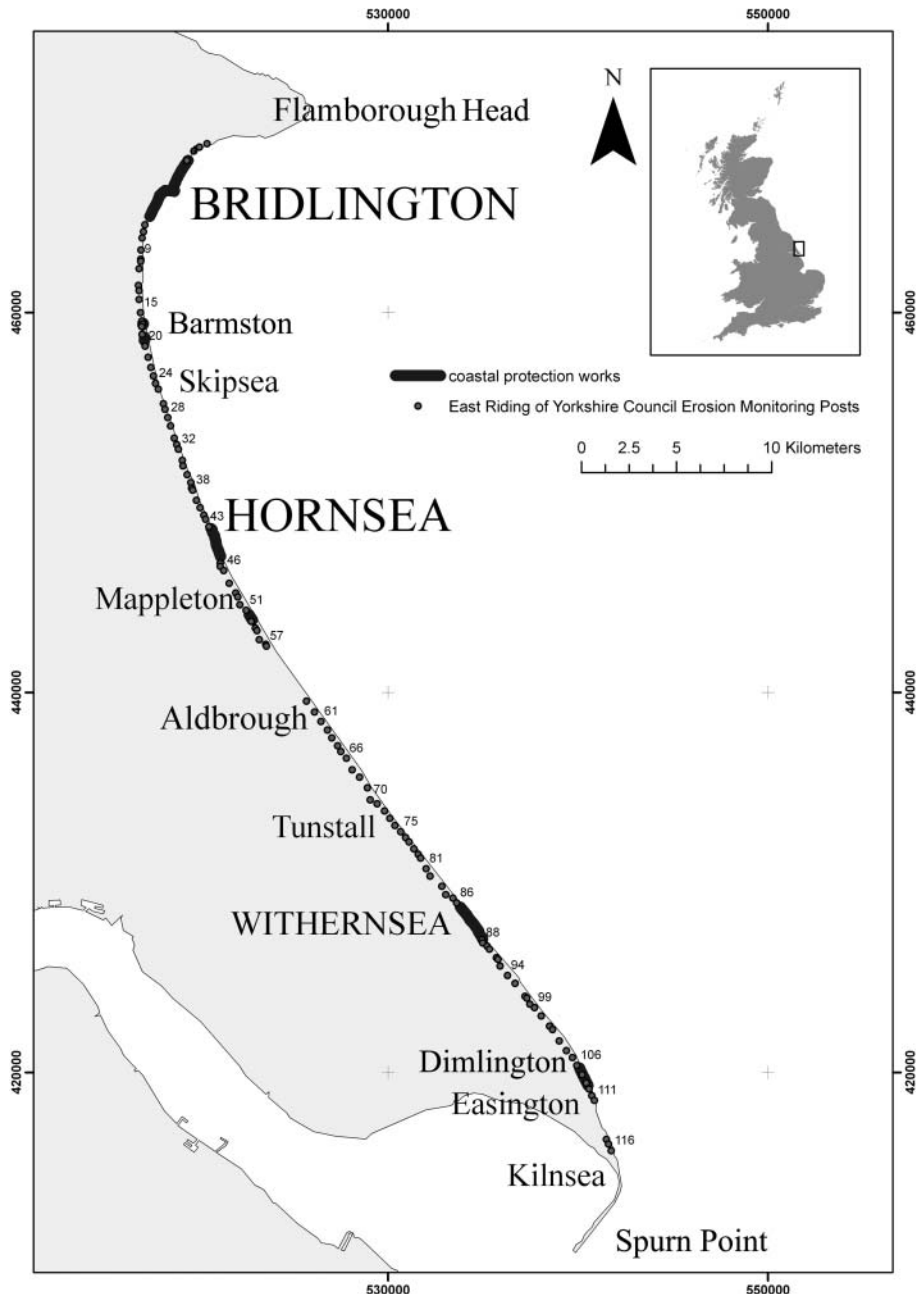 530000
550000
Flamborough Head
N
BRIDLINGTON
9
460000
460000
15
Barmston
20
24
Skipsea
coastal protection works
28
East Riding of Yorkshire Council Erosion Monitoring Posts
32
0 2.5 5 10 Kilometers
38
43
HORNSEA
46
Mappleton
51
57
440000
440000
61
Aldbrough
66
70
75
Tunstall
81
86
WITHERNSEA
88
94
99
106
Dimlington
420000
420000
111
Easington
116
Kilnsea
Spurn Point
530000
550000